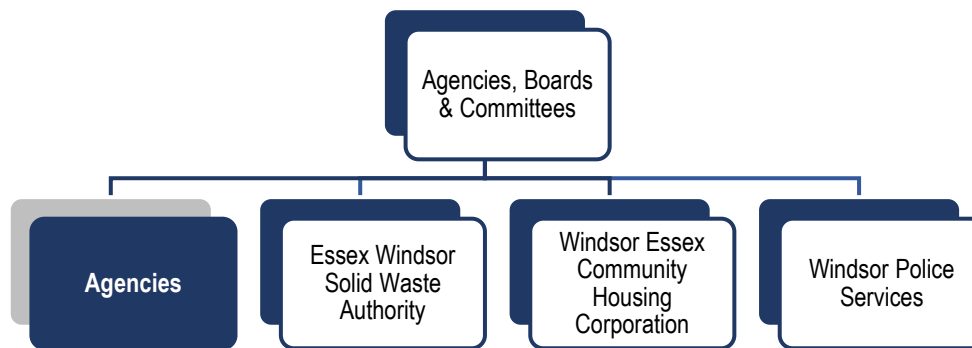 Agencies, Boards
& Committees
Agencies
Essex Windsor
Solid Waste
Authority
Windsor Essex
Community
Housing
Corporation
Windsor Police
Services